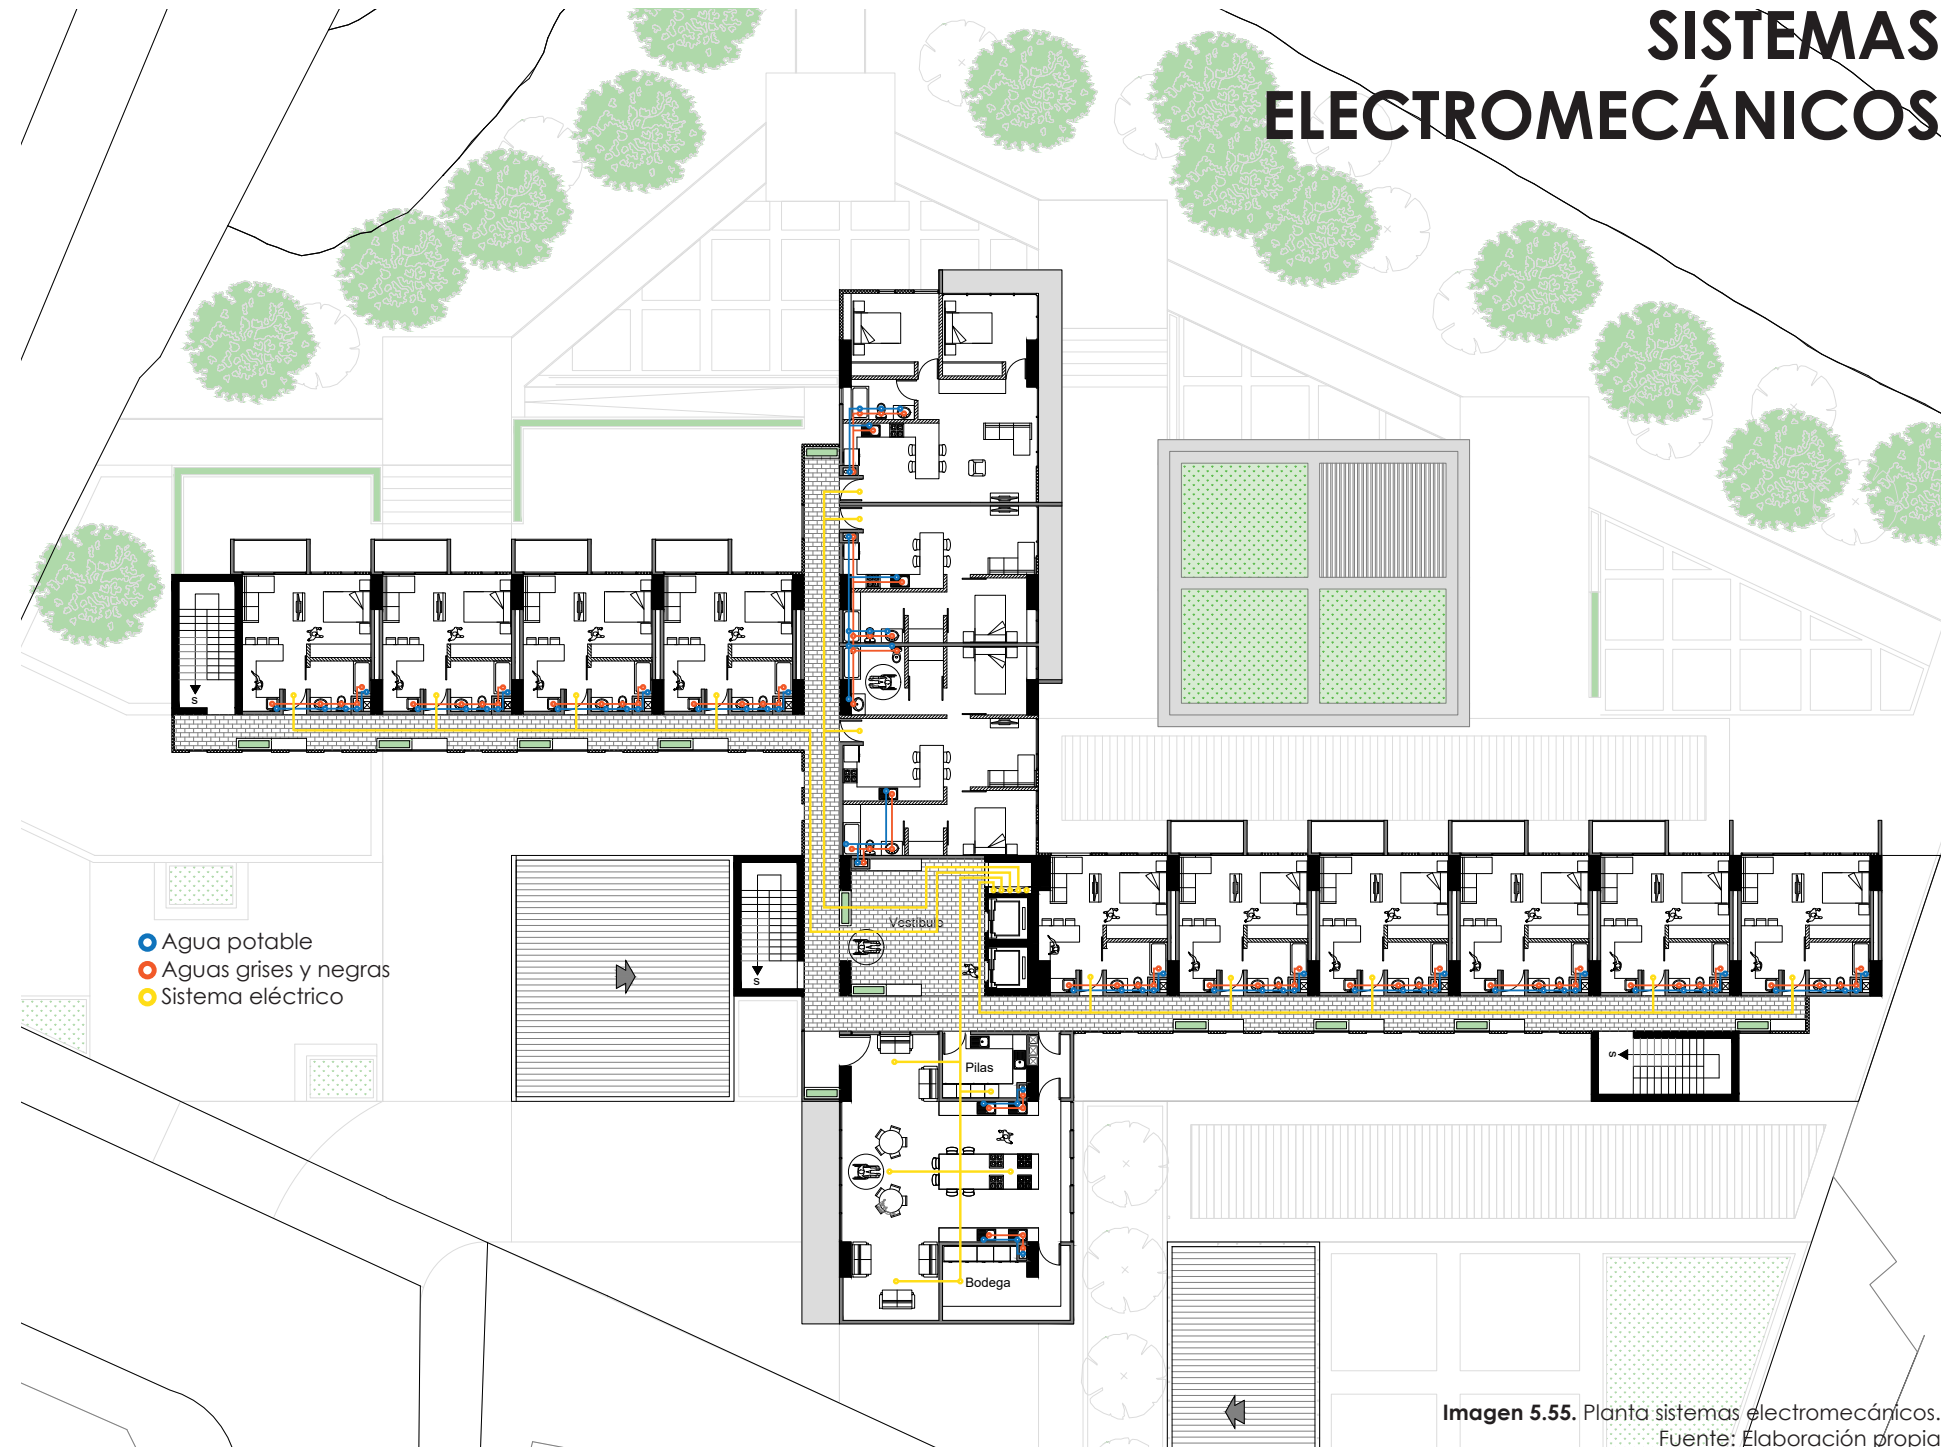 SISTEMAS
ELECTROMECÁNICOS
S
Vestíbulo
Agua potable
Aguas grises y negras
Sistema eléctrico
S
S
Pilas
Bodega
Imagen 5.55. Planta sistemas electromecánicos.
Fuente: Elaboración propia